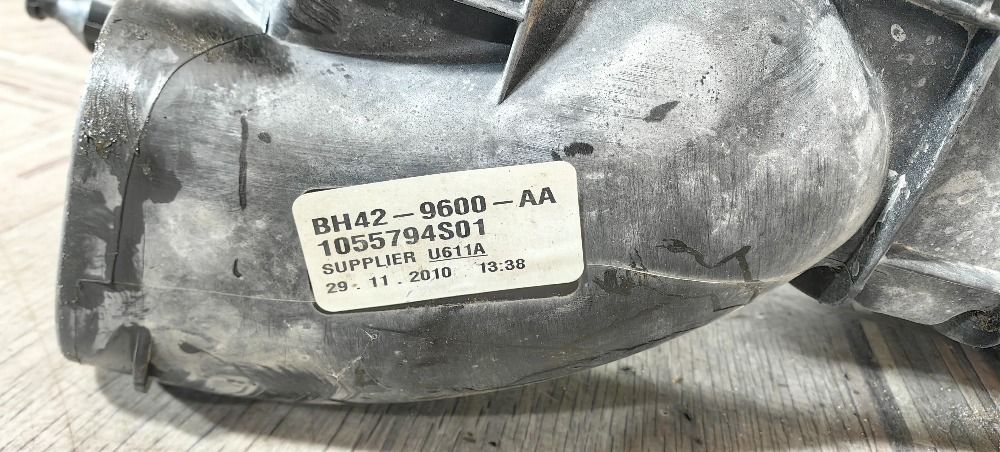 BH42-9600-AA
1055794S01
SUPPLIER U611A
29.11.2010 13:38